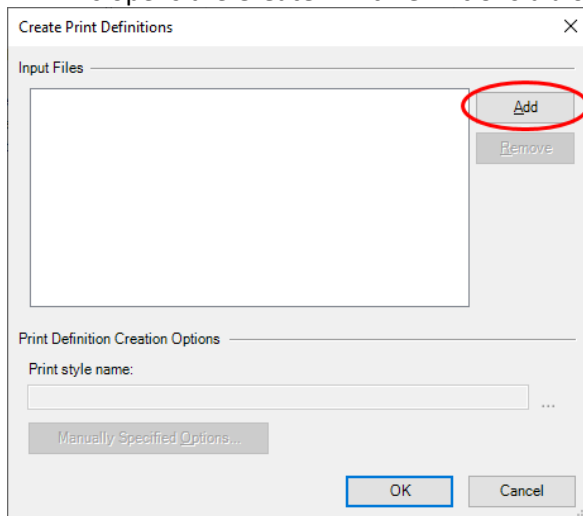 Create Print Definitions
Input Files
Add
Remove
Print Definition Creation Options
Print style name:
...
Manually Specified Options...
OK
Cancel